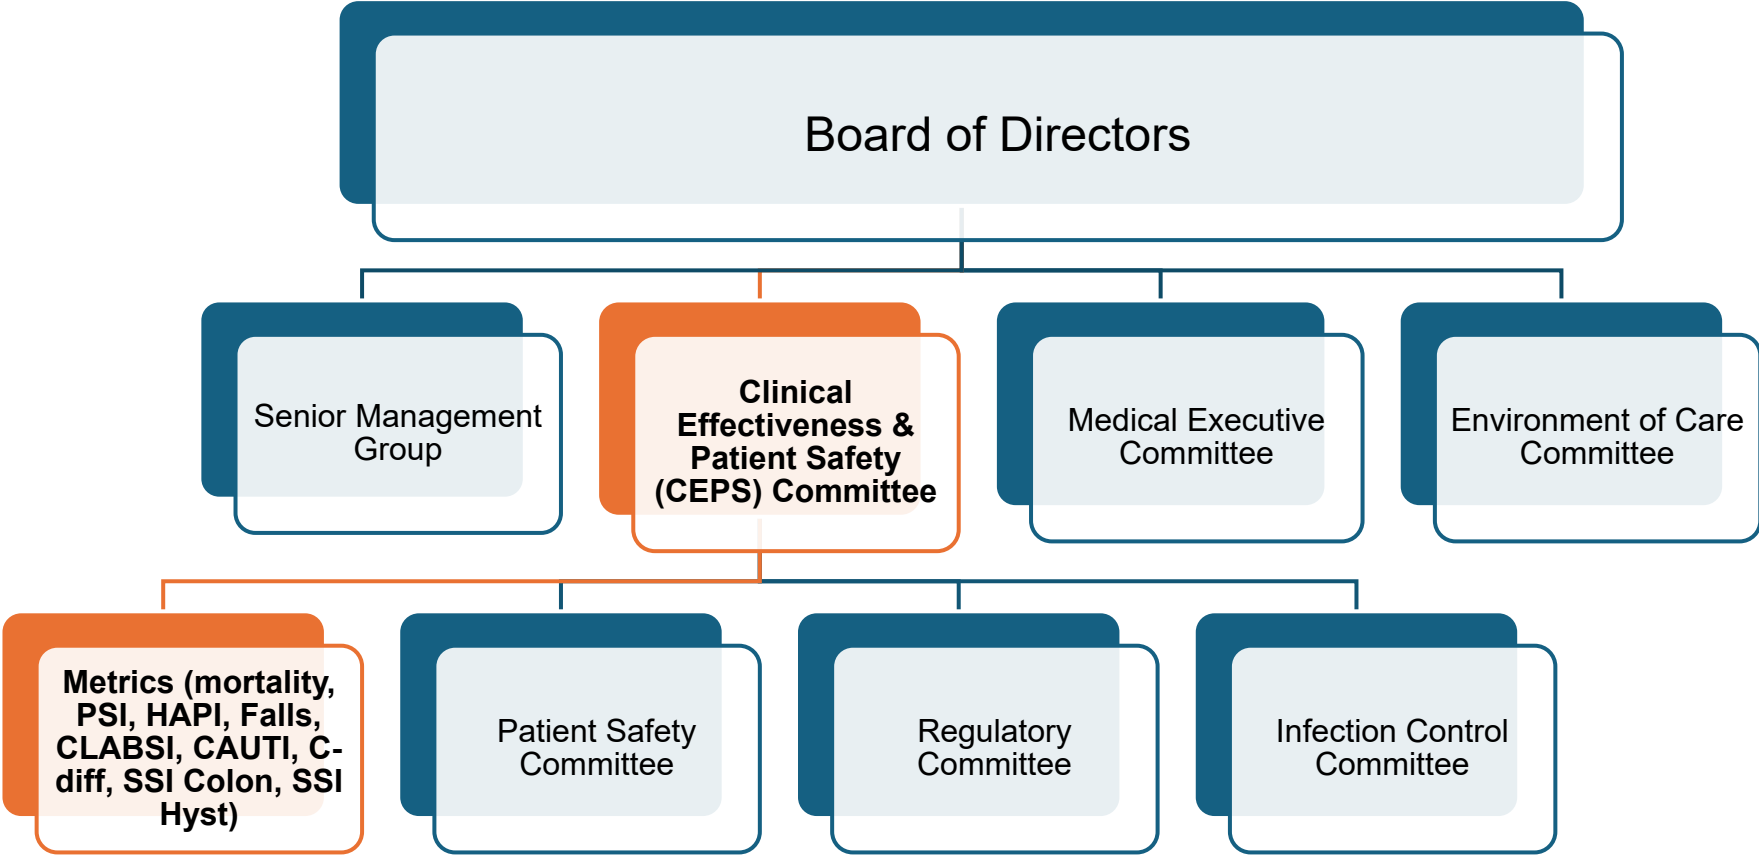 Board of Directors
Senior Management
Group
Clinical
Effectiveness &
Patient Safety
(CEPS) Committee
Medical Executive
Committee
Environment of Care
Committee
Metrics (mortality,
PSI, HAPI, Falls,
CLABSI, CAUTI, C-
diff, SSI Colon, SSI
Hyst)
Patient Safety
Committee
Regulatory
Committee
Infection Control
Committee